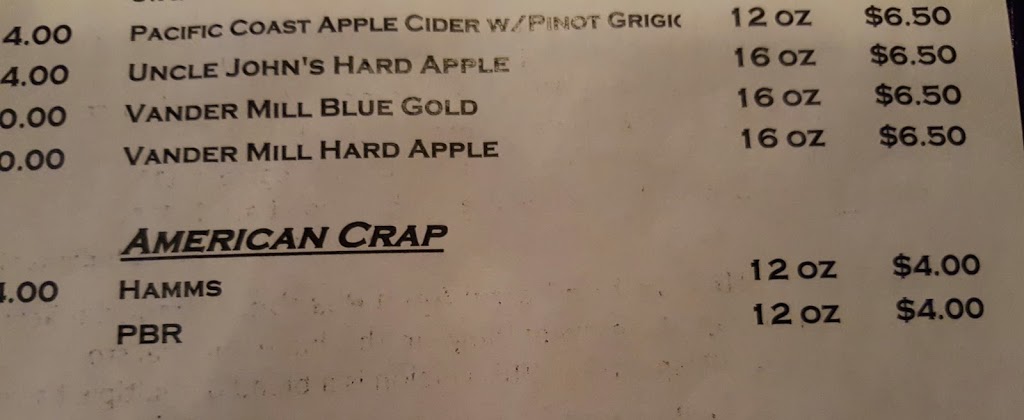 4.00 PACIFIC COAST APPLE CIDER W/PINOT GRIGI 12 OZ $6.50
4.00 UNCLE JOHN'S HARD APPLE 16 OZ $6.50
0.00 VANDER MILL BLUE GOLD 16 OZ $6.50
0.00 VANDER MILL HARD APPLE 16 OZ $6.50
AMERICAN CRAP
4.00 HAMMS 12 OZ $4.00
PBR 12 OZ $4.00